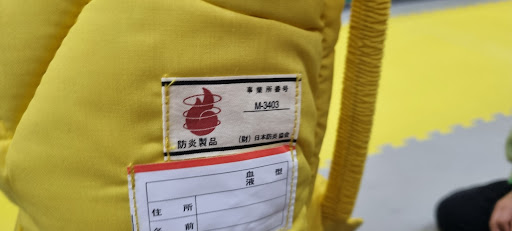 事業所番号
M-3403
防炎製品
(財)日本防炎協会
血液型
住所
名前